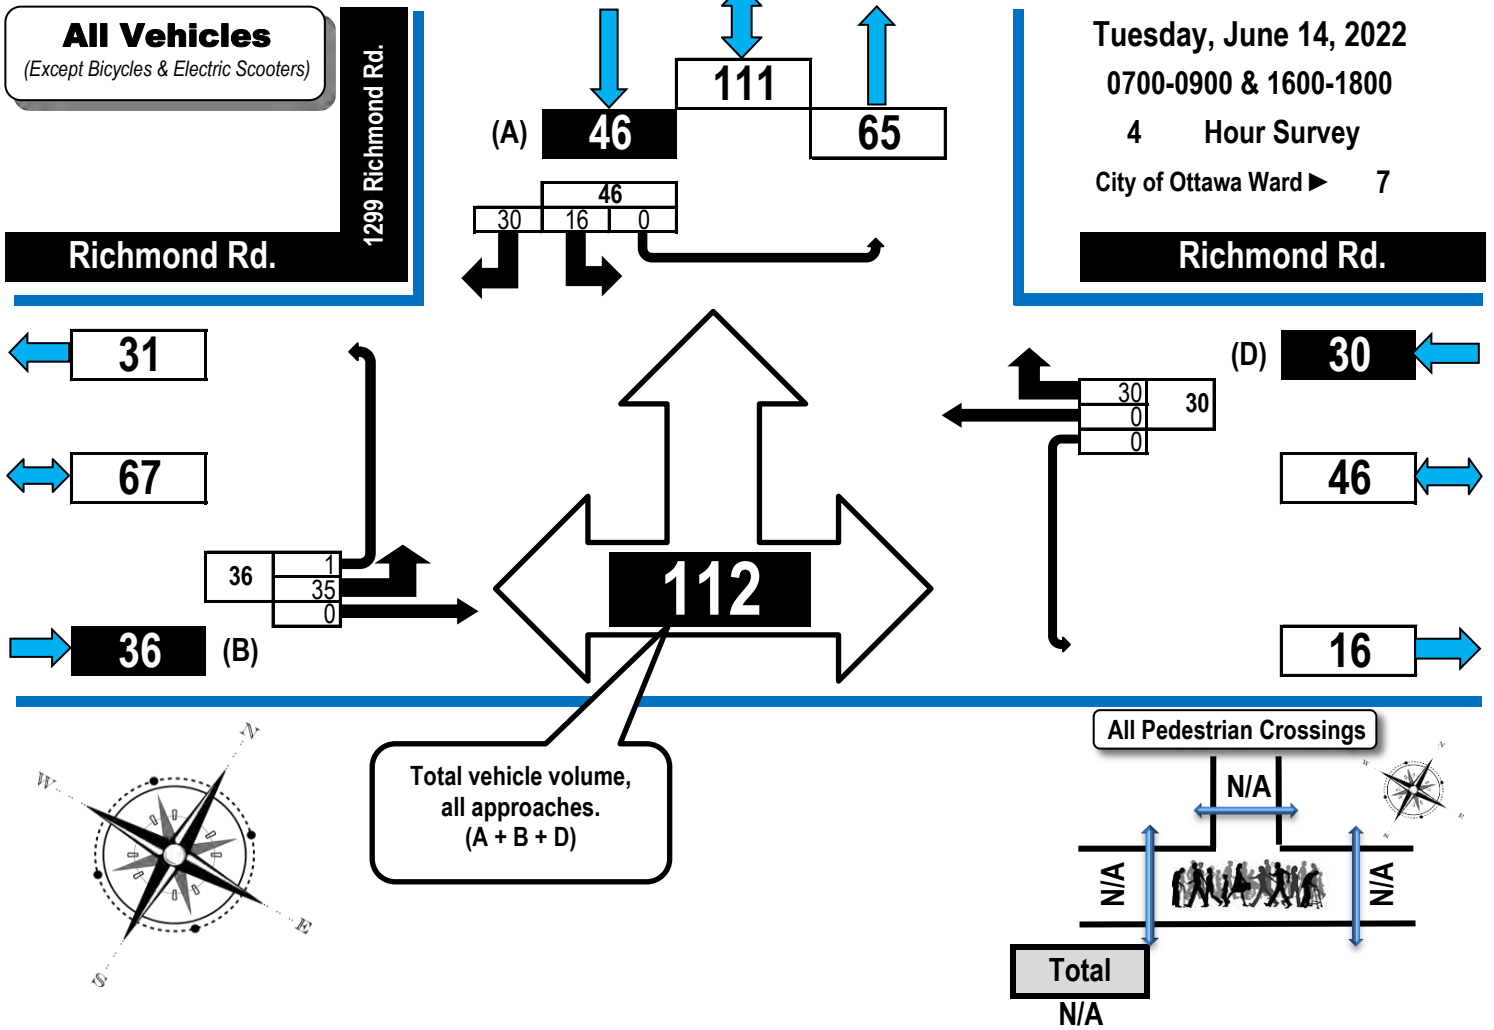 All Vehicles
(Except Bicycles & Electric Scooters)
1299 Richmond Rd.
Richmond Rd.
111
(A) 46 65
46
30 16 0
Tuesday, June 14, 2022
0700-0900 & 1600-1800
4 Hour Survey
City of Ottawa Ward ► 7
Richmond Rd.
31
67
36
1
35
0
36 (B)
112
(D) 30
30
0
0
30
46
16
Total vehicle volume,
all approaches.
(A + B + D)
N
W
E
S
All Pedestrian Crossings
N/A
N/A
N/A
N
W
E
S
Total
N/A